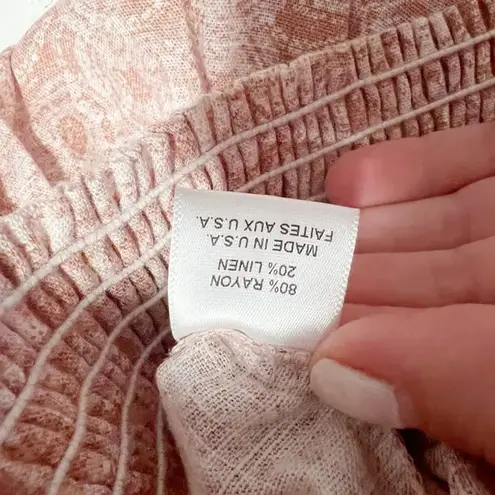 80% RAYON
20% LINEN
MADE IN U.S.A.
FAITES AUX U.S.A.